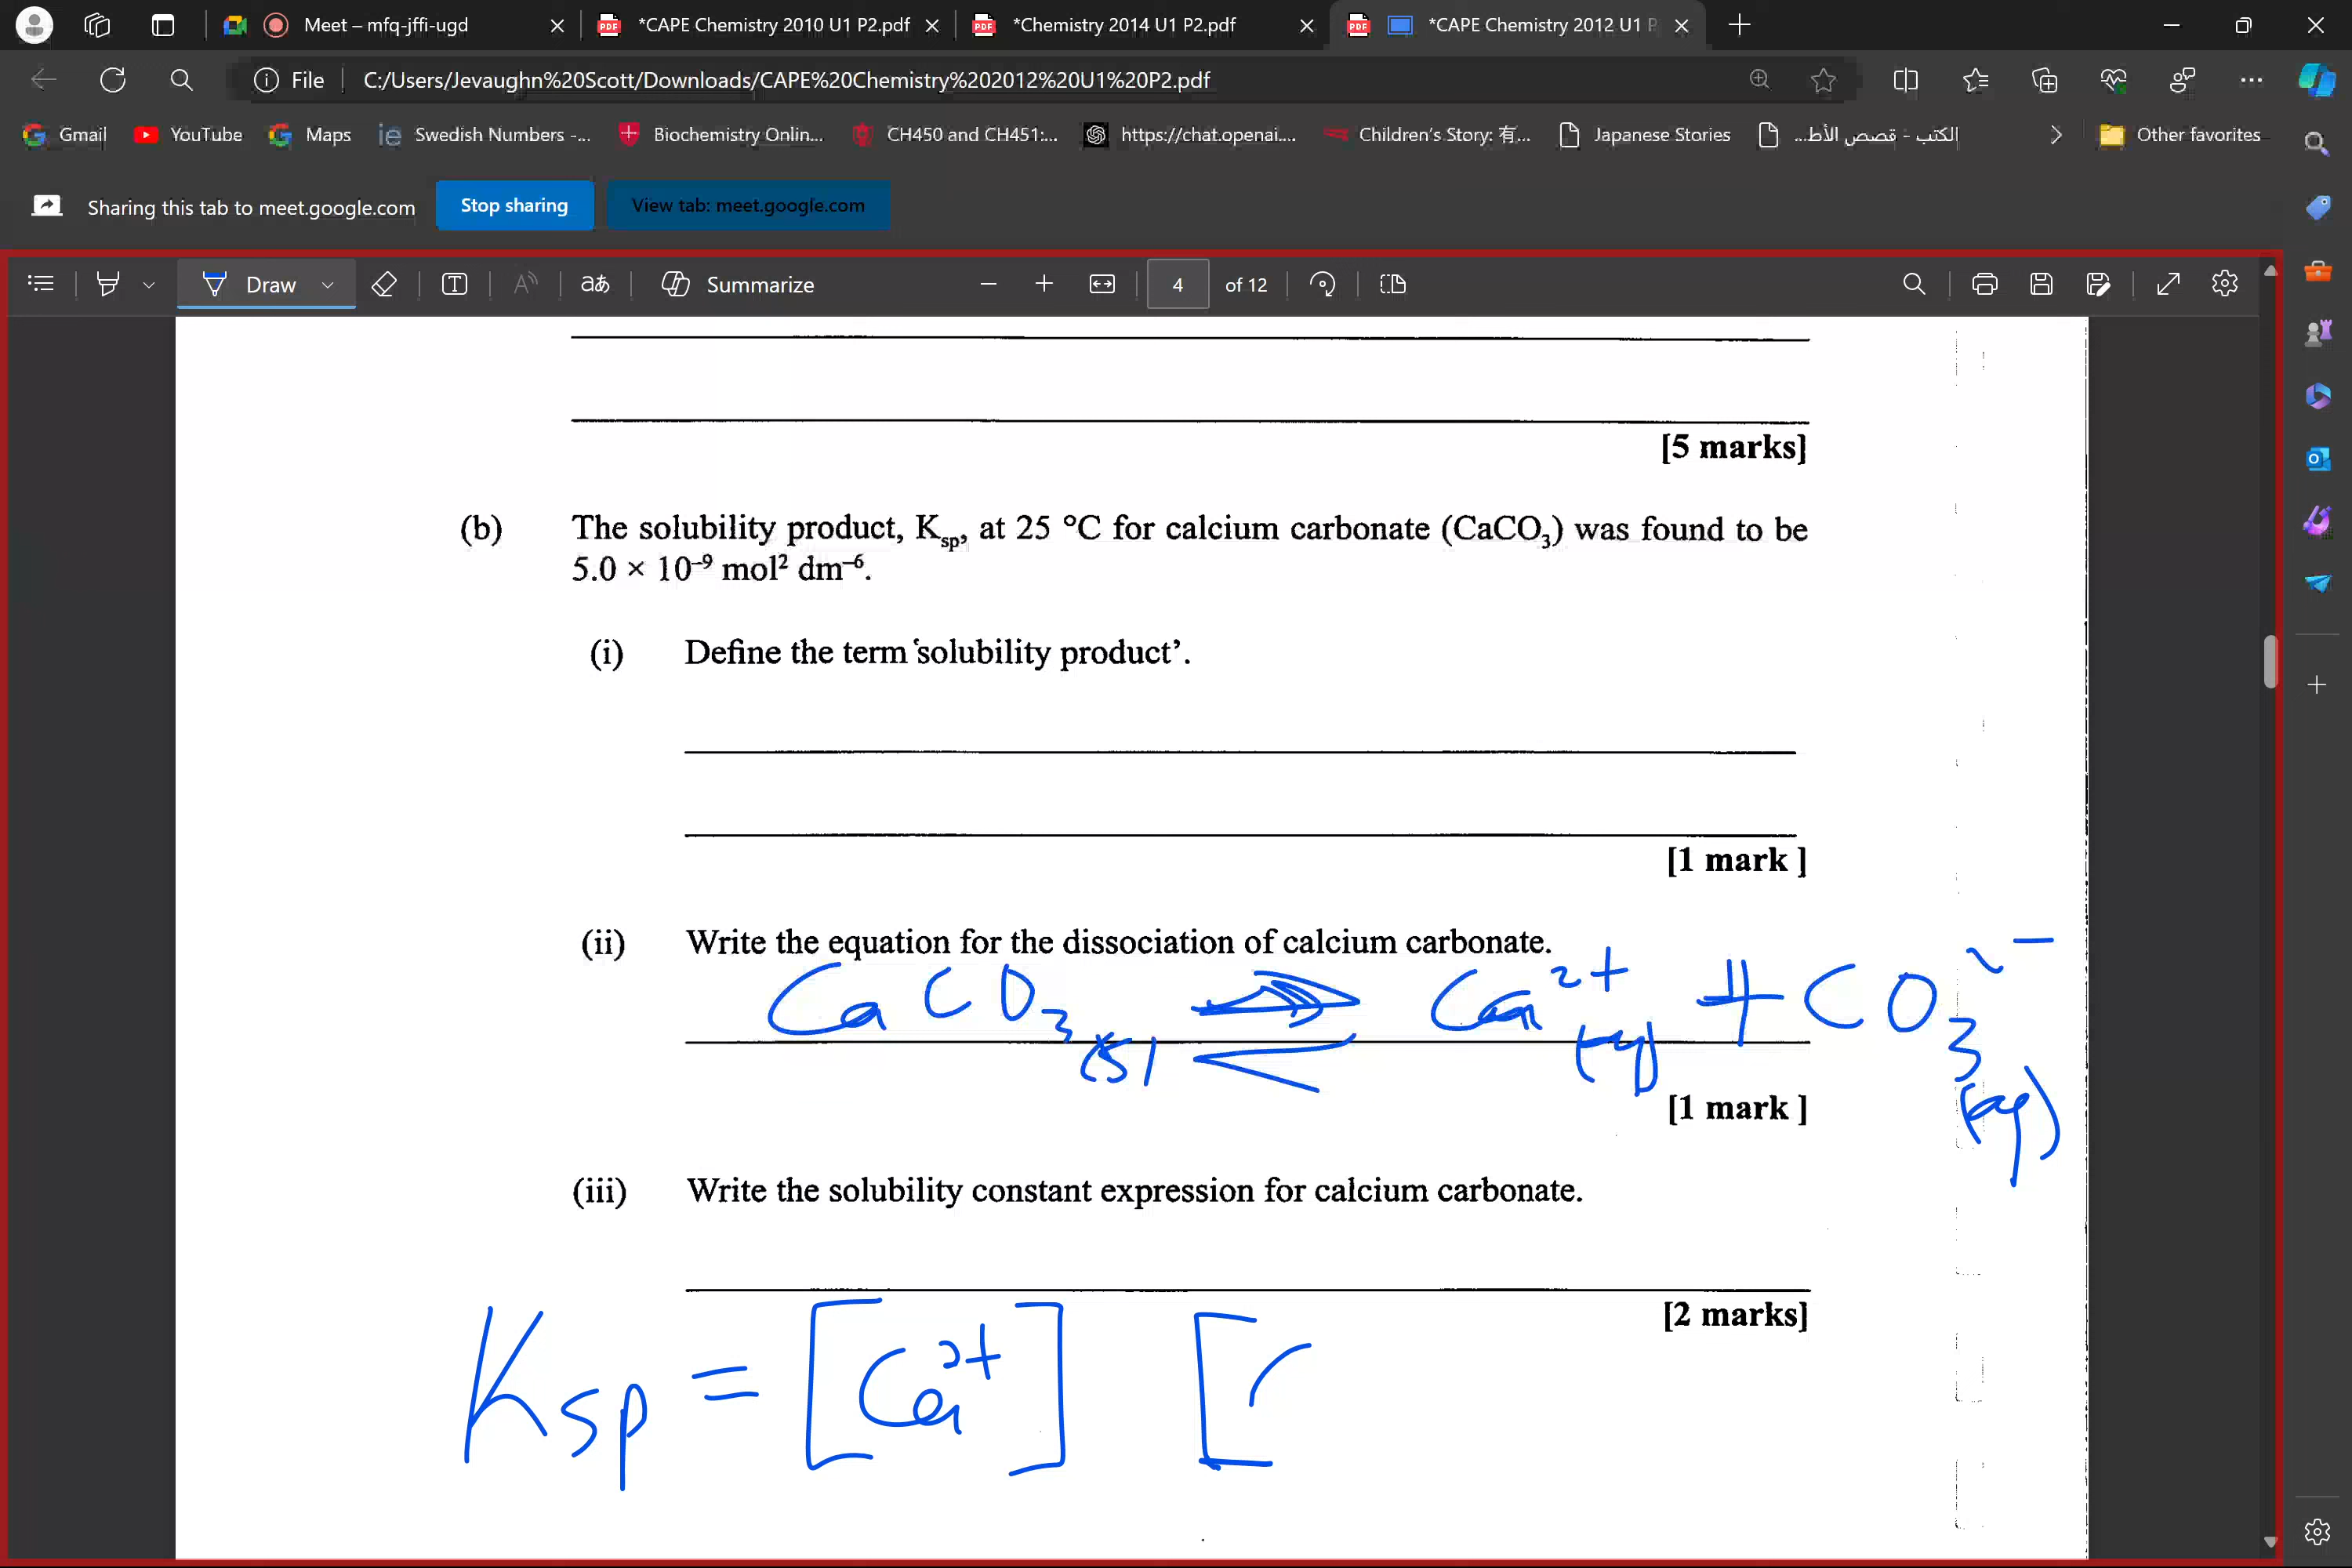 Meet – mfq-jffi-ugd
*CAPE Chemistry 2010 U1 P2.pdf
*Chemistry 2014 U1 P2.pdf
*CAPE Chemistry 2012 U1 P
File
C:/Users/Jevaughn%20Scott/Downloads/CAPE%20Chemistry%202012%20U1%20P2.pdf
Gmail
YouTube
Maps
Swedish Numbers -...
Biochemistry Onlin...
CH450 and CH451:...
https://chat.openai....
Children's Story: 有...
Japanese Stories
الكتب - قصص الأط...
Other favorites
Sharing this tab to meet.google.com
Stop sharing
View tab: meet.google.com
Draw
Summarize
4 of 12
[5 marks]
(b) The solubility product, Ksp, at 25 °C for calcium carbonate (CaCO₃) was found to be
5.0 × 10⁻⁹ mol² dm⁻⁶.
(i) Define the term ‘solubility product’.
[1 mark ]
(ii) Write the equation for the dissociation of calcium carbonate.
CaCO₃(s) ⇌ Ca²⁺(aq) + CO₃²⁻(aq)
[1 mark ]
(iii) Write the solubility constant expression for calcium carbonate.
[2 marks]
Ksp = [Ca²⁺] [C